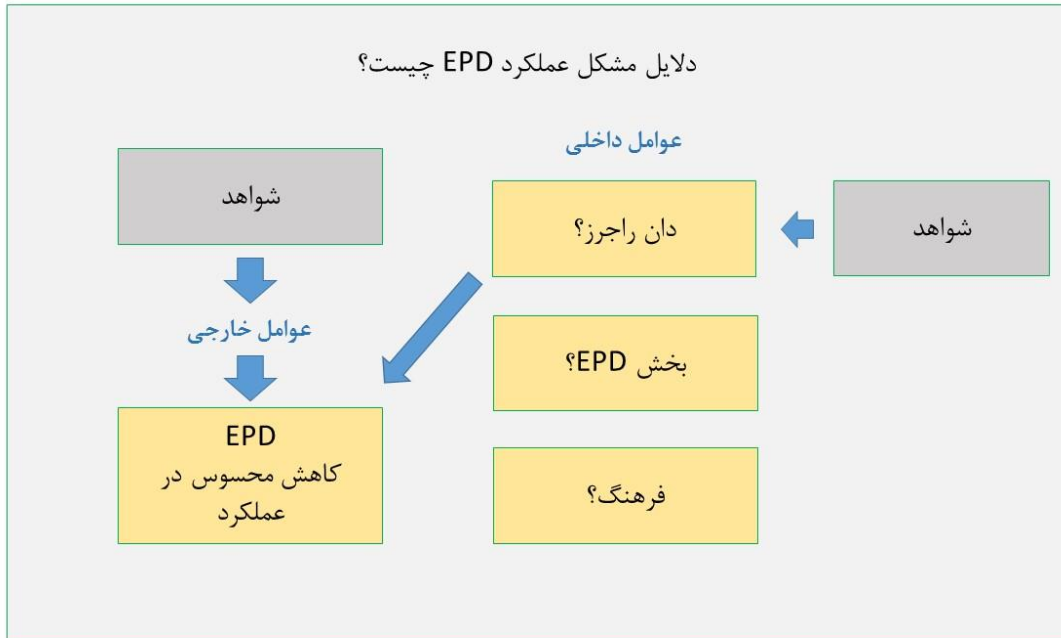 دلایل مشکل عملکرد EPD چیست؟
عوامل داخلی
شواهد
دان راجرز؟
شواهد
عوامل خارجی
بخش EPD؟
EPD
کاهش محسوس در
عملکرد
فرهنگ؟